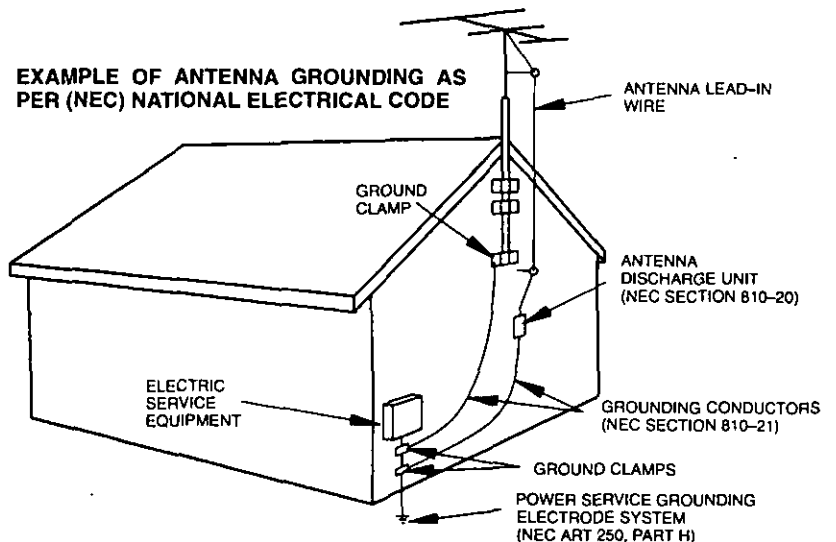 EXAMPLE OF ANTENNA GROUNDING AS
PER (NEC) NATIONAL ELECTRICAL CODE
ANTENNA LEAD–IN
WIRE
GROUND
CLAMP
ANTENNA
DISCHARGE UNIT
(NEC SECTION 810–20)
ELECTRIC
SERVICE
EQUIPMENT
GROUNDING CONDUCTORS
(NEC SECTION 810–21)
GROUND CLAMPS
POWER SERVICE GROUNDING
ELECTRODE SYSTEM
(NEC ART 250, PART H)